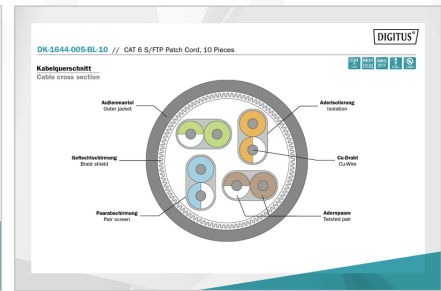 DIGITUS®
DK-1644-005-BL-10 // CAT 6 S/FTP Patch Cord, 10 Pieces
Kabelquerschnitt
Cable cross section
Außenmantel
Outer jacket
Aderisolierung
Isolation
Geflechtschirmung
Braid shield
Cu-Draht
Cu-Wire
Paarabschirmung
Pair screen
Adernpaare
Twisted pair